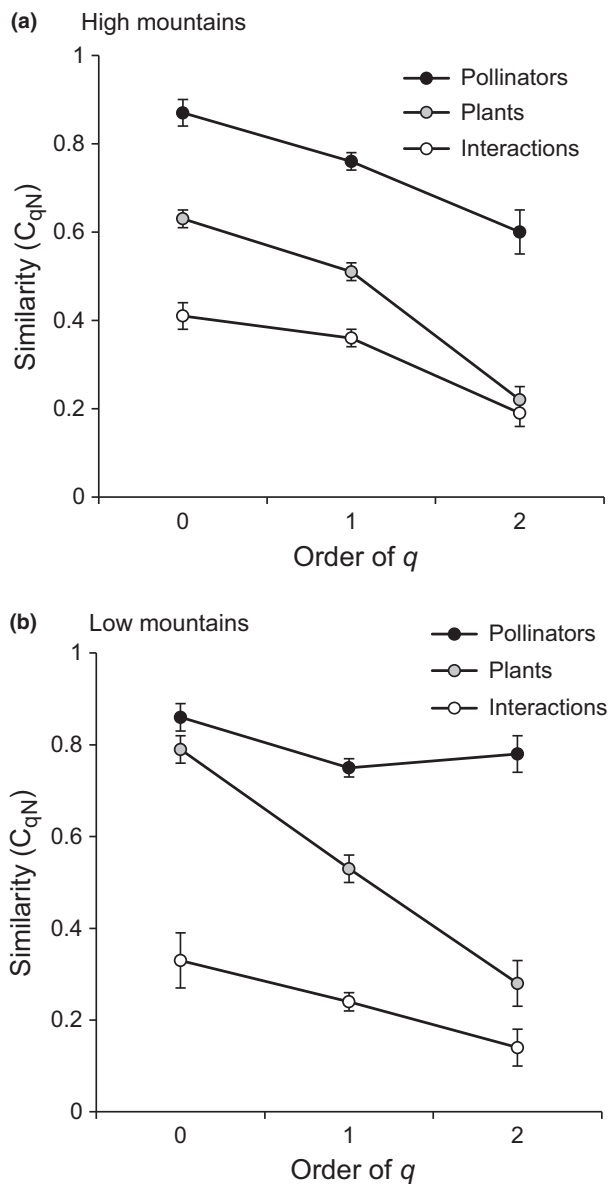 (a) High mountains
1
Pollinators
Plants
Interactions
0.8
0.6
0.4
0.2
0
Similarity (CqN)
0 1 2
Order of q
(b) Low mountains
Pollinators
Plants
Interactions
1
0.8
0.6
0.4
0.2
0
Similarity (CqN)
0 1 2
Order of q